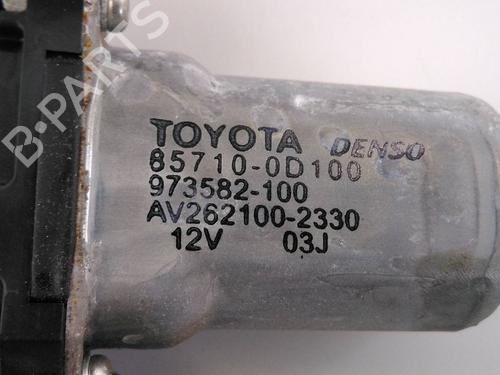 B-PARTS
TOYOTA DENSO
85710-0D100
973582-100
AV262100-2330
12V 03J